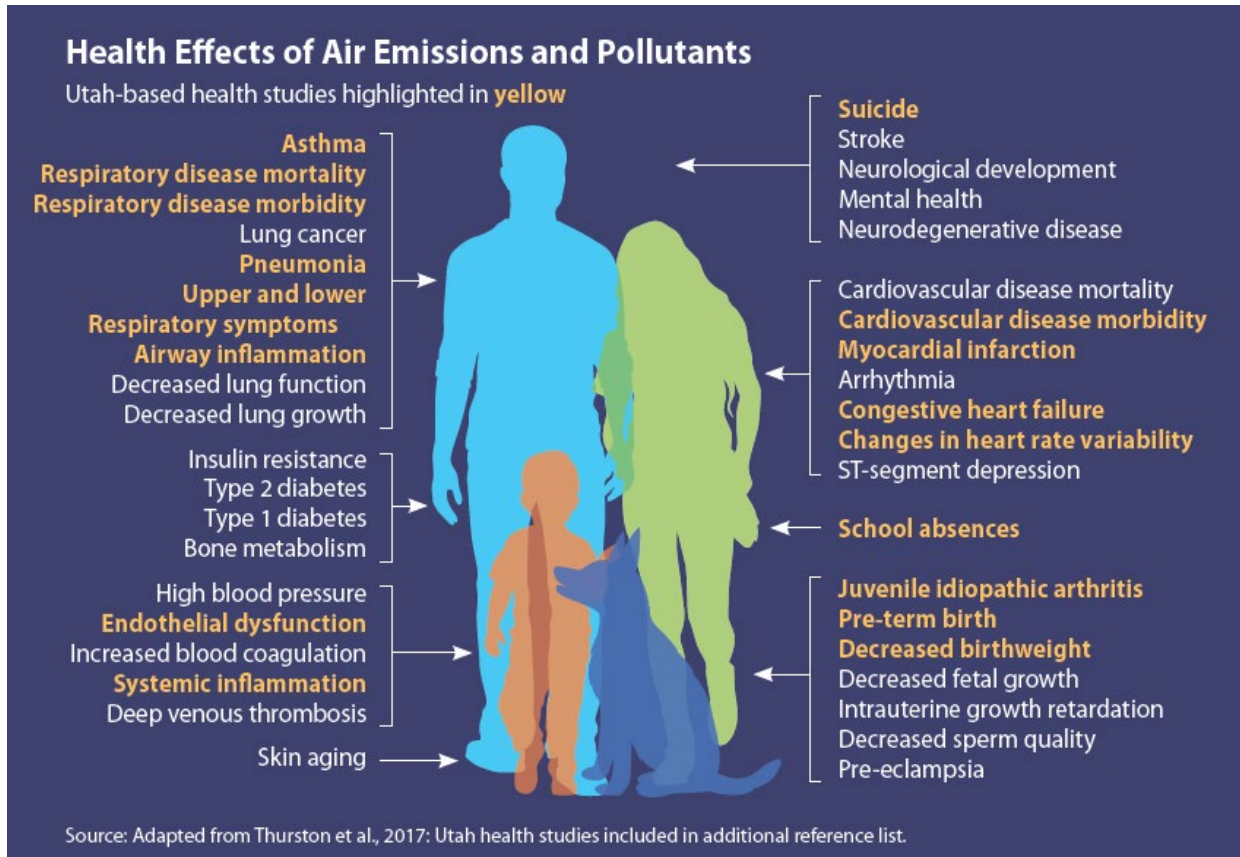 Health Effects of Air Emissions and Pollutants
Utah-based health studies highlighted in yellow
Asthma
Respiratory disease mortality
Respiratory disease morbidity
Lung cancer
Pneumonia
Upper and lower
Respiratory symptoms
Airway inflammation
Decreased lung function
Decreased lung growth
Insulin resistance
Type 2 diabetes
Type 1 diabetes
Bone metabolism
High blood pressure
Endothelial dysfunction
Increased blood coagulation
Systemic inflammation
Deep venous thrombosis
Skin aging
Suicide
Stroke
Neurological development
Mental health
Neurodegenerative disease
Cardiovascular disease mortality
Cardiovascular disease morbidity
Myocardial infarction
Arrhythmia
Congestive heart failure
Changes in heart rate variability
ST-segment depression
School absences
Juvenile idiopathic arthritis
Pre-term birth
Decreased birthweight
Decreased fetal growth
Intrauterine growth retardation
Decreased sperm quality
Pre-eclampsia
Source: Adapted from Thurston et al., 2017: Utah health studies included in additional reference list.